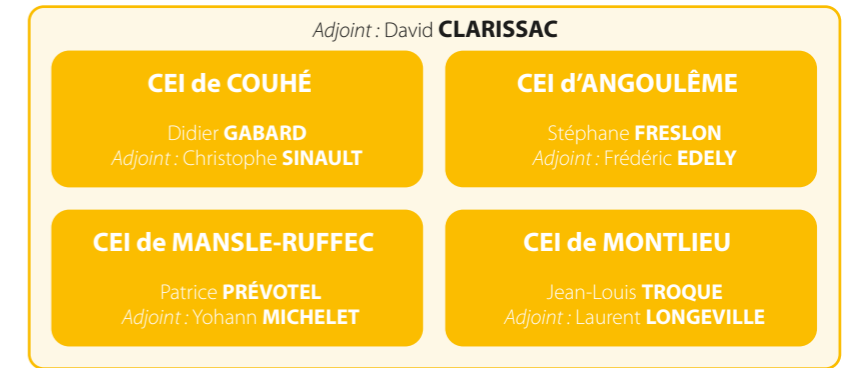 Adjoint : David CLARISSAC
CEI de COUHÉ
Didier GABARD
Adjoint : Christophe SINAULT
CEI d’ANGOULÊME
Stéphane FRESLON
Adjoint : Frédéric EDELY
CEI de MANSLE-RUFFEC
Patrice PRÉVOTEL
Adjoint : Yohann MICHELET
CEI de MONTLIEU
Jean-Louis TROQUE
Adjoint : Laurent LONGEVILLE